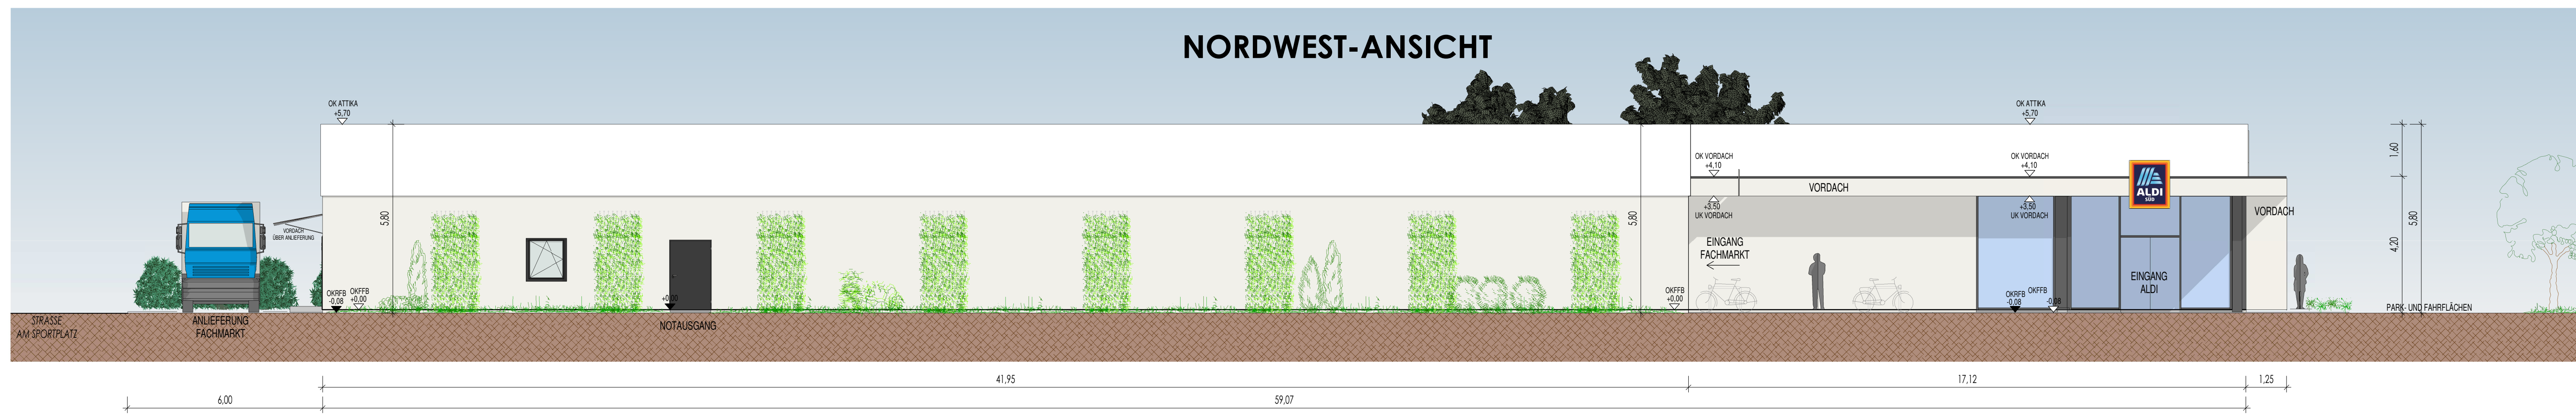 NORDWEST-ANSICHT
OK ATTIKA
+5,70
OK ATTIKA
+5,70
5,80
5,80
OK VORDACH
+4,10
OK VORDACH
+4,10
VORDACH
ALDI
SÜD
1,60
5,80
4,20
+3,50
UK VORDACH
+3,50
UK VORDACH
VORDACH
VORDACH
ÜBER ANLIEFERUNG
EINGANG
FACHMARKT
EINGANG
ALDI
OKRFB
-0,08
OKFFB
+0,00
+0,00
OKFFB
+0,00
OKRFB
-0,08
OKFFB
-0,08
PARK- UND FAHRFLÄCHEN
STRASSE
AM SPORTPLATZ
ANLIEFERUNG
FACHMARKT
NOTAUSGANG
41,95
17,12
1,25
6,00
59,07